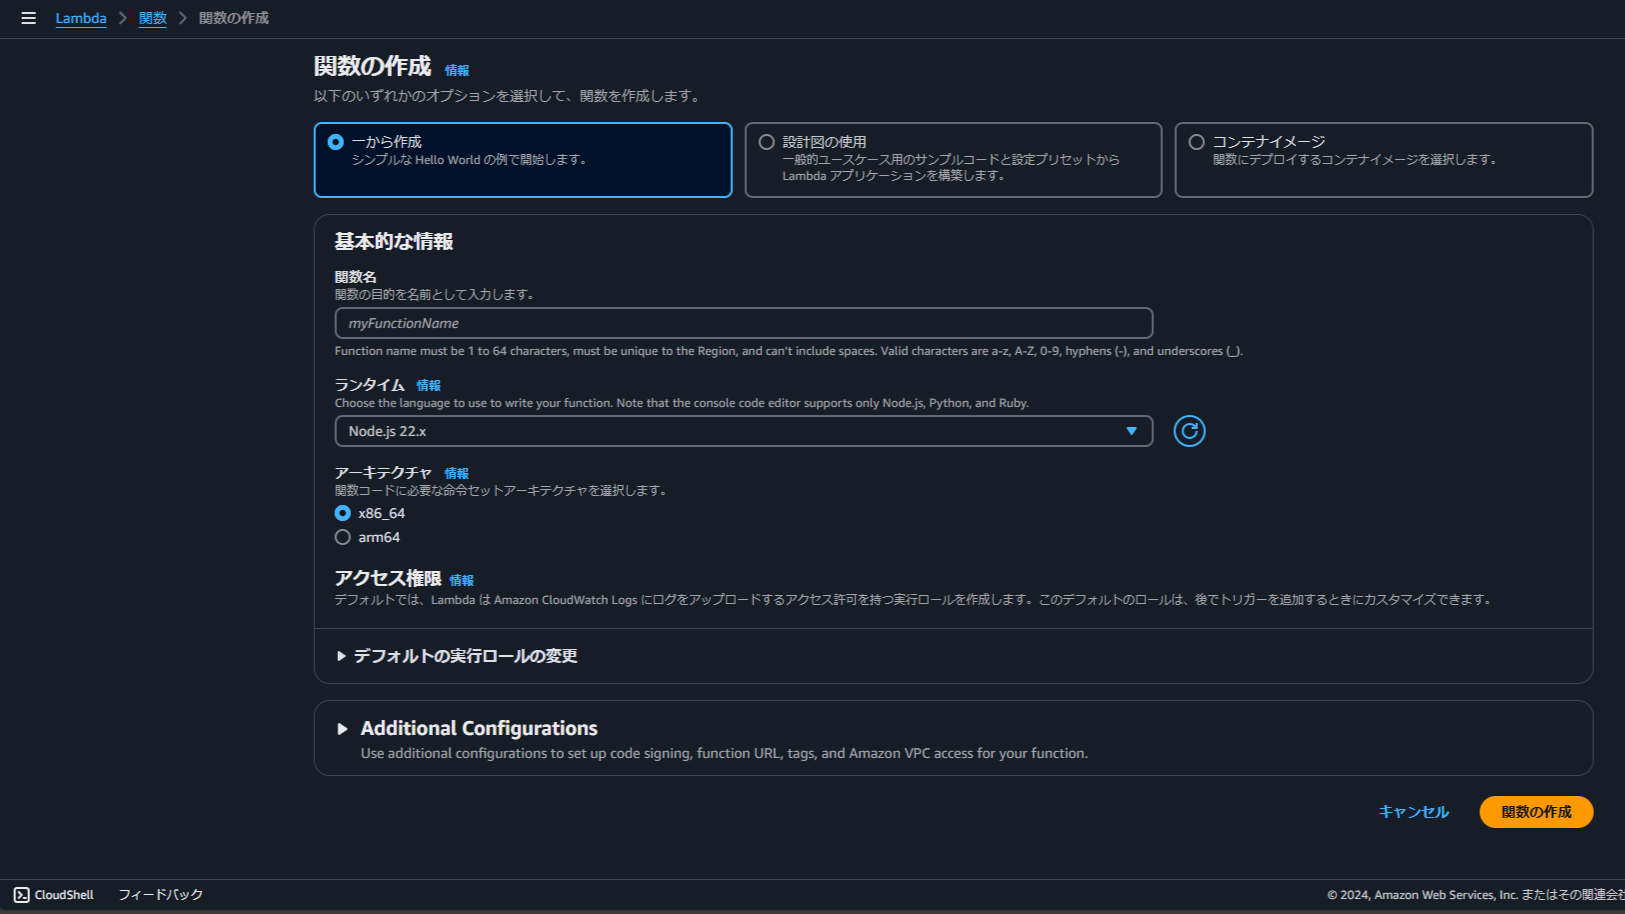 Lambda > 関数 > 関数の作成
関数の作成 情報
以下のいずれかのオプションを選択して、関数を作成します。
一から作成
シンプルな Hello World の例で開始します。
設計図の使用
一般的ユースケース用のサンプルコードと設定プリセットから
Lambda アプリケーションを構築します。
コンテナイメージ
関数にデプロイするコンテナイメージを選択します。
基本的な情報
関数名
関数の目的を名前として入力します。
myFunctionName
Function name must be 1 to 64 characters, must be unique to the Region, and can't include spaces. Valid characters are a-z, A-Z, 0-9, hyphens (-), and underscores (_).
ランタイム 情報
Choose the language to use to write your function. Note that the console code editor supports only Node.js, Python, and Ruby.
Node.js 22.x
アーキテクチャ 情報
関数コードに必要な命令セットアーキテクチャを選択します。
x86_64
arm64
アクセス権限 情報
デフォルトでは、Lambda は Amazon CloudWatch Logs にログをアップロードするアクセス許可を持つ実行ロールを作成します。このデフォルトのロールは、後でトリガーを追加するときにカスタマイズできます。
デフォルトの実行ロールの変更
Additional Configurations
Use additional configurations to set up code signing, function URL, tags, and Amazon VPC access for your function.
キャンセル 関数の作成
CloudShell フィードバック © 2024, Amazon Web Services, Inc. またはその関連会社